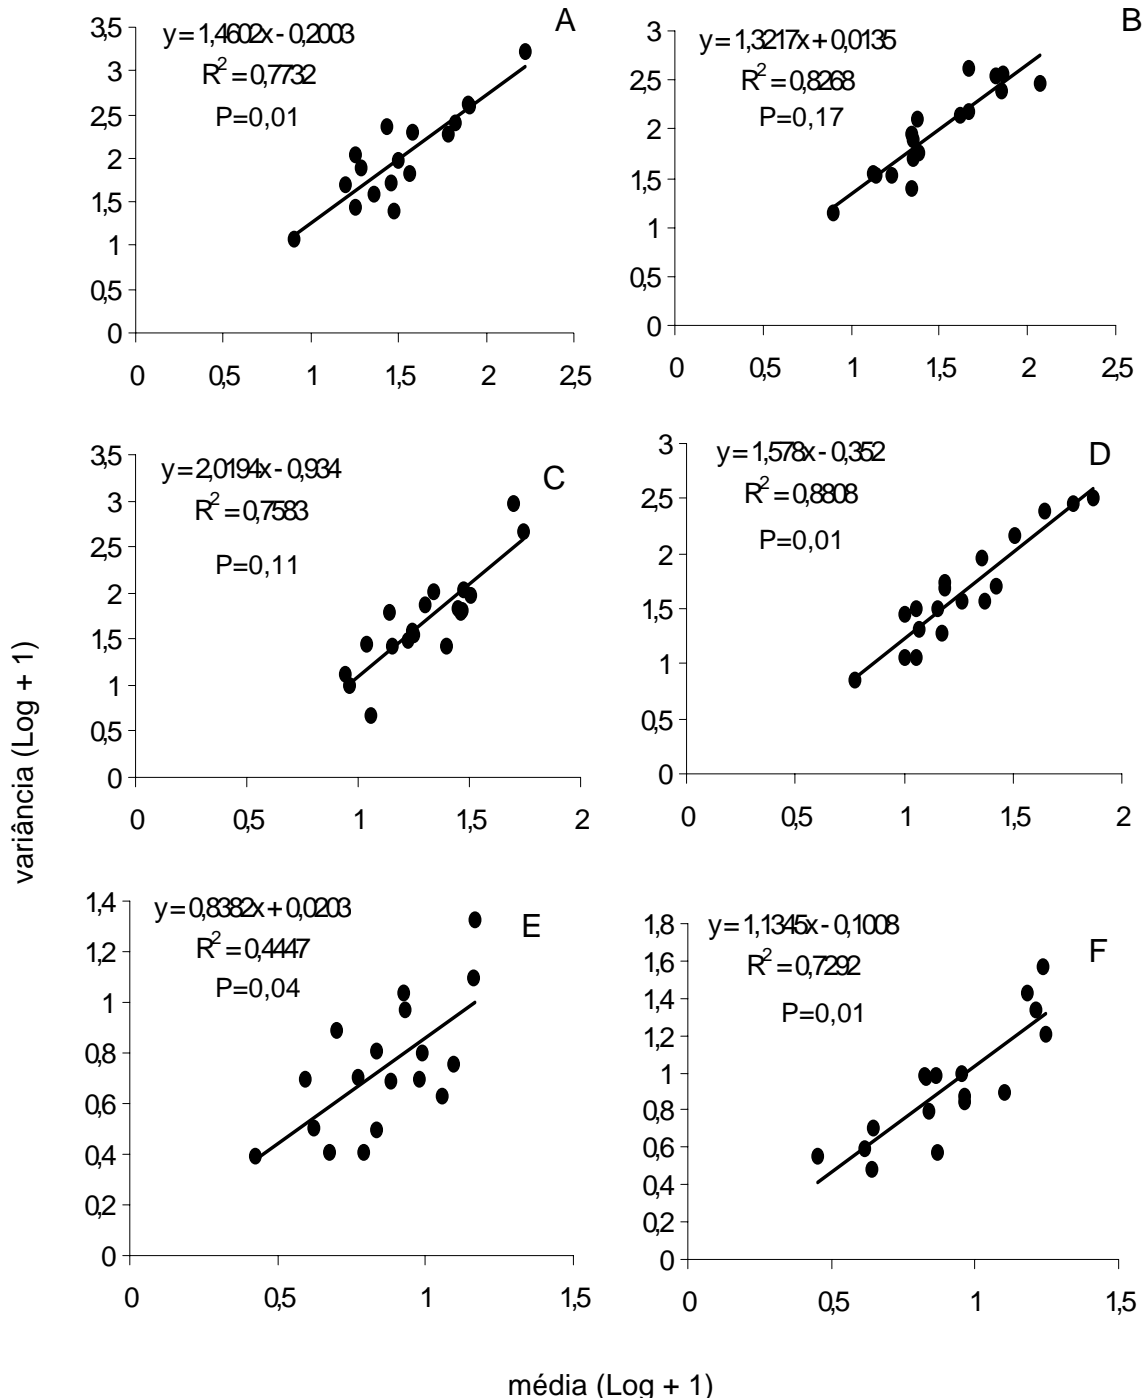 A
y=1,4602x-0,2003
R² =0,7732
P=0,01
3,5
3
2,5
2
1,5
1
0,5
0
0 0,5 1 1,5 2 2,5
B
y=1,3217x+0,0135
R² =0,8268
P=0,17
3
2,5
2
1,5
1
0,5
0
0 0,5 1 1,5 2 2,5
C
y=2,0194x-0,934
R² =0,7583
P=0,11
3,5
3
2,5
2
1,5
1
0,5
0
0 0,5 1 1,5 2
D
y=1,578x-0,352
R² =0,8808
P=0,01
3
2,5
2
1,5
1
0,5
0
0 0,5 1 1,5 2
variância (Log + 1)
E
y=0,8382x+0,0203
R² =0,4447
P=0,04
1,4
1,2
1
0,8
0,6
0,4
0,2
0
0 0,5 1 1,5
F
y=1,1345x-0,1008
R² =0,7292
P=0,01
1,8
1,6
1,4
1,2
1
0,8
0,6
0,4
0,2
0
0 0,5 1 1,5
média (Log + 1)